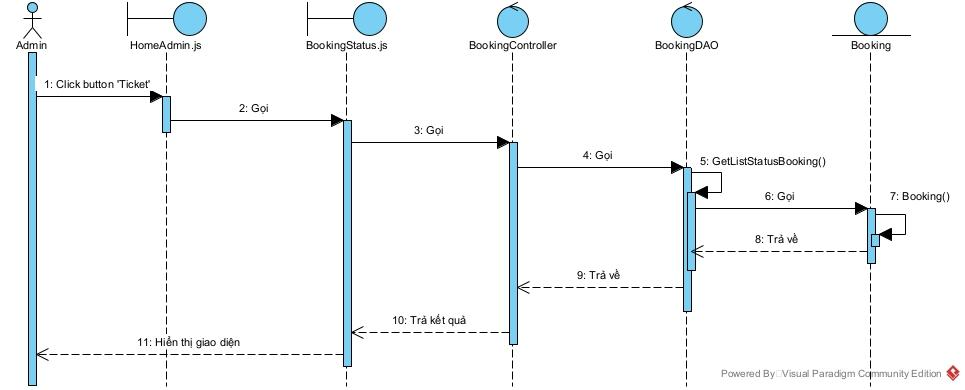 Admin
HomeAdmin.js
BookingStatus.js
BookingController
BookingDAO
Booking
1: Click button 'Ticket'
2: Gọi
3: Gọi
4: Gọi
5: GetListStatusBooking()
6: Gọi
7: Booking()
8: Trả về
9: Trả về
10: Trả kết quả
11: Hiển thị giao diện
Powered By Visual Paradigm Community Edition